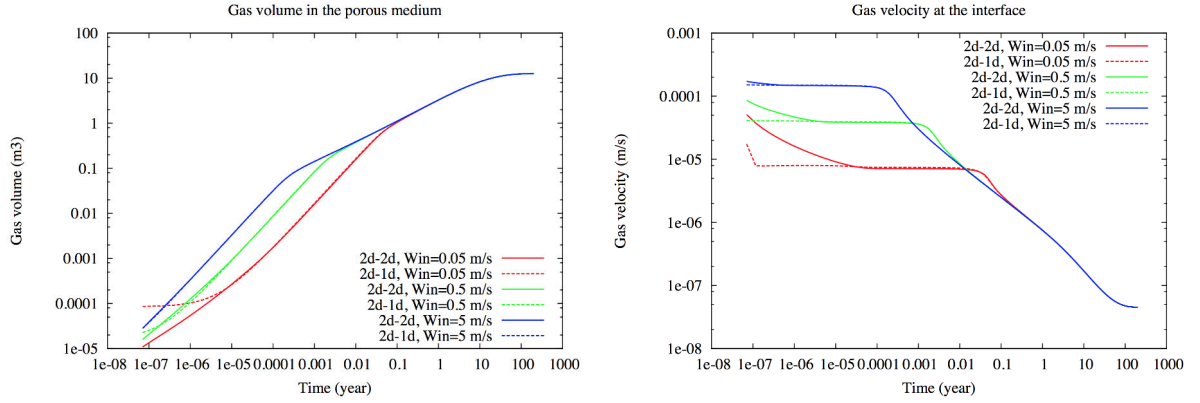 Gas volume in the porous medium
100
10
1
0.1
0.01
0.001
0.0001
1e-05
Gas volume (m3)
2d-2d, Win=0.05 m/s
2d-1d, Win=0.05 m/s
2d-2d, Win=0.5 m/s
2d-1d, Win=0.5 m/s
2d-2d, Win=5 m/s
2d-1d, Win=5 m/s
1e-08 1e-07 1e-06 1e-05 0.0001 0.001 0.01 0.1 1 10 100 1000
Time (year)
Gas velocity at the interface
0.001
0.0001
1e-05
1e-06
1e-07
1e-08
Gas velocity (m/s)
2d-2d, Win=0.05 m/s
2d-1d, Win=0.05 m/s
2d-2d, Win=0.5 m/s
2d-1d, Win=0.5 m/s
2d-2d, Win=5 m/s
2d-1d, Win=5 m/s
1e-08 1e-07 1e-06 1e-05 0.0001 0.001 0.01 0.1 1 10 100 1000
Time (year)